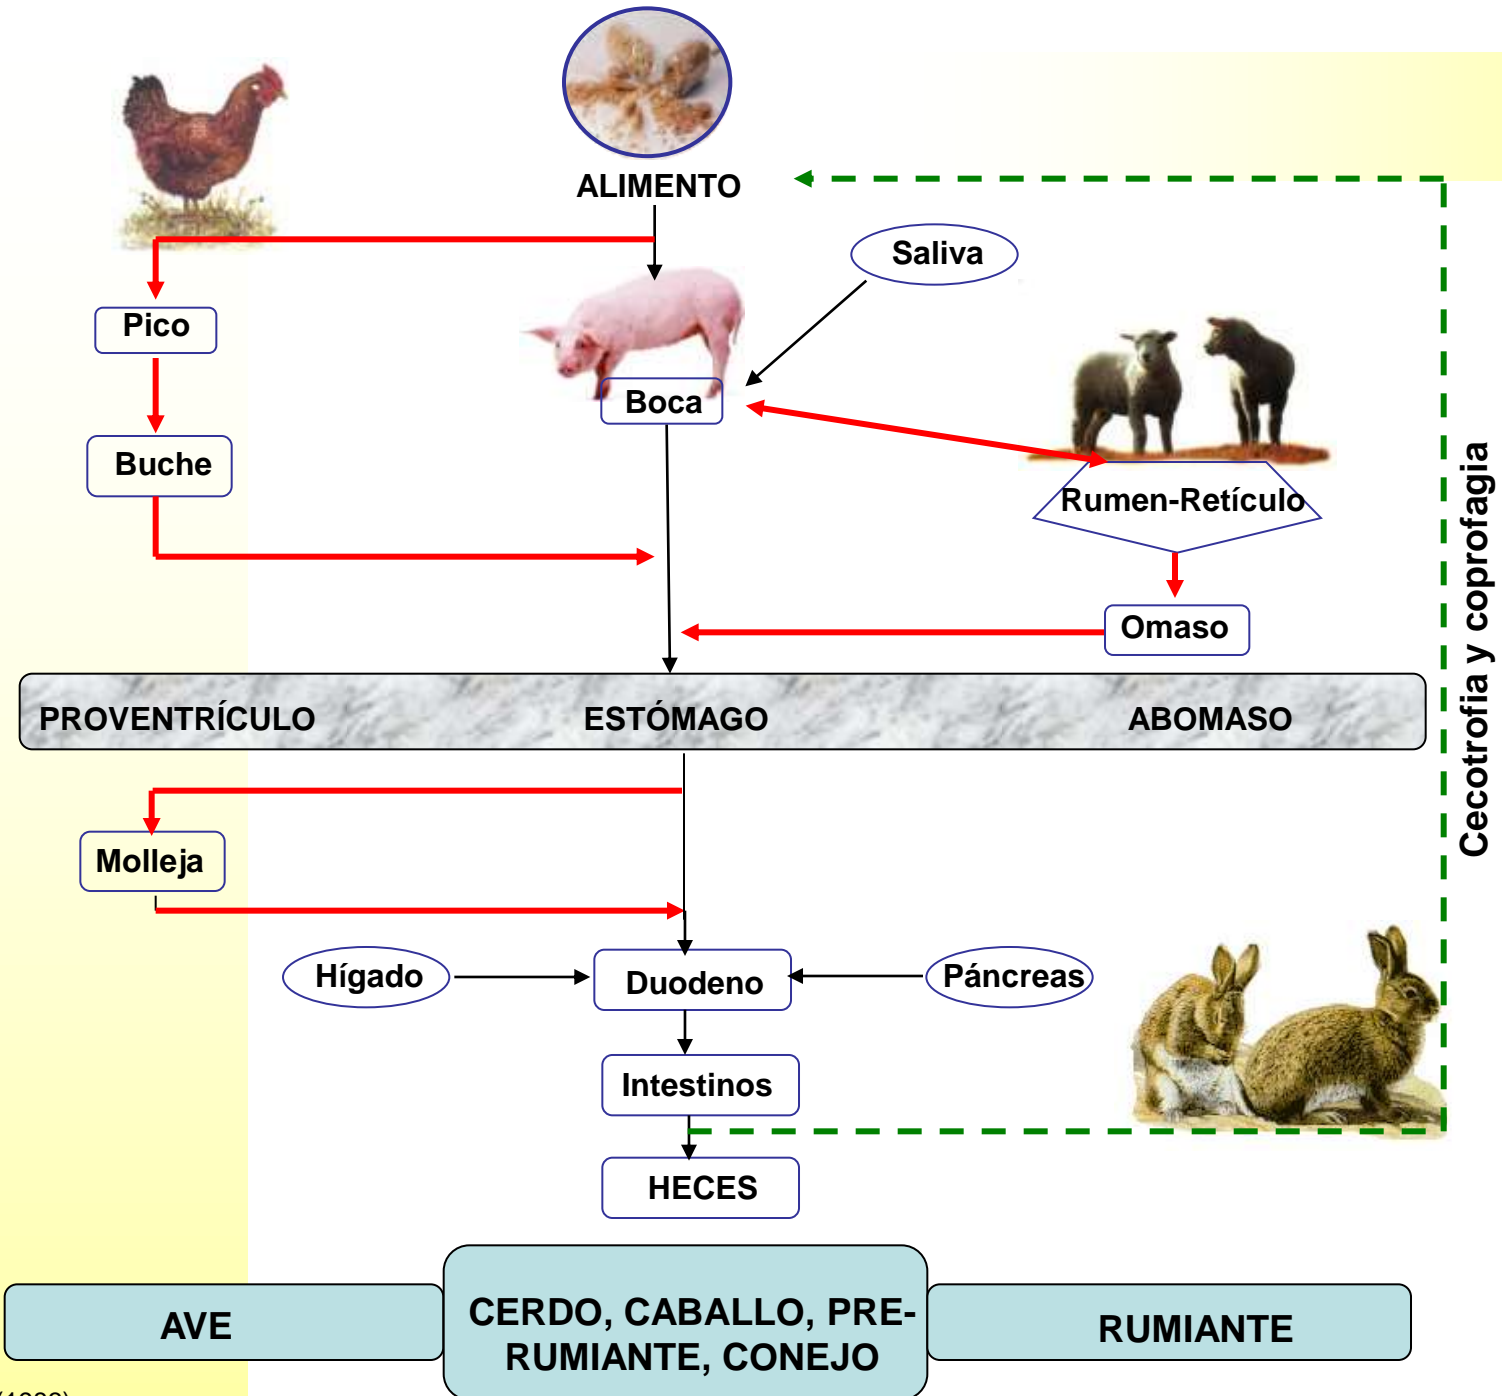 ALIMENTO
Saliva
Pico
Boca
Buche
Rumen-Retículo
Omaso
Cecotrofia y coprofagia
PROVENTRÍCULO
ESTÓMAGO
ABOMASO
Molleja
Hígado
Duodeno
Páncreas
Intestinos
HECES
AVE
CERDO, CABALLO, PRE-
RUMIANTE, CONEJO
RUMIANTE